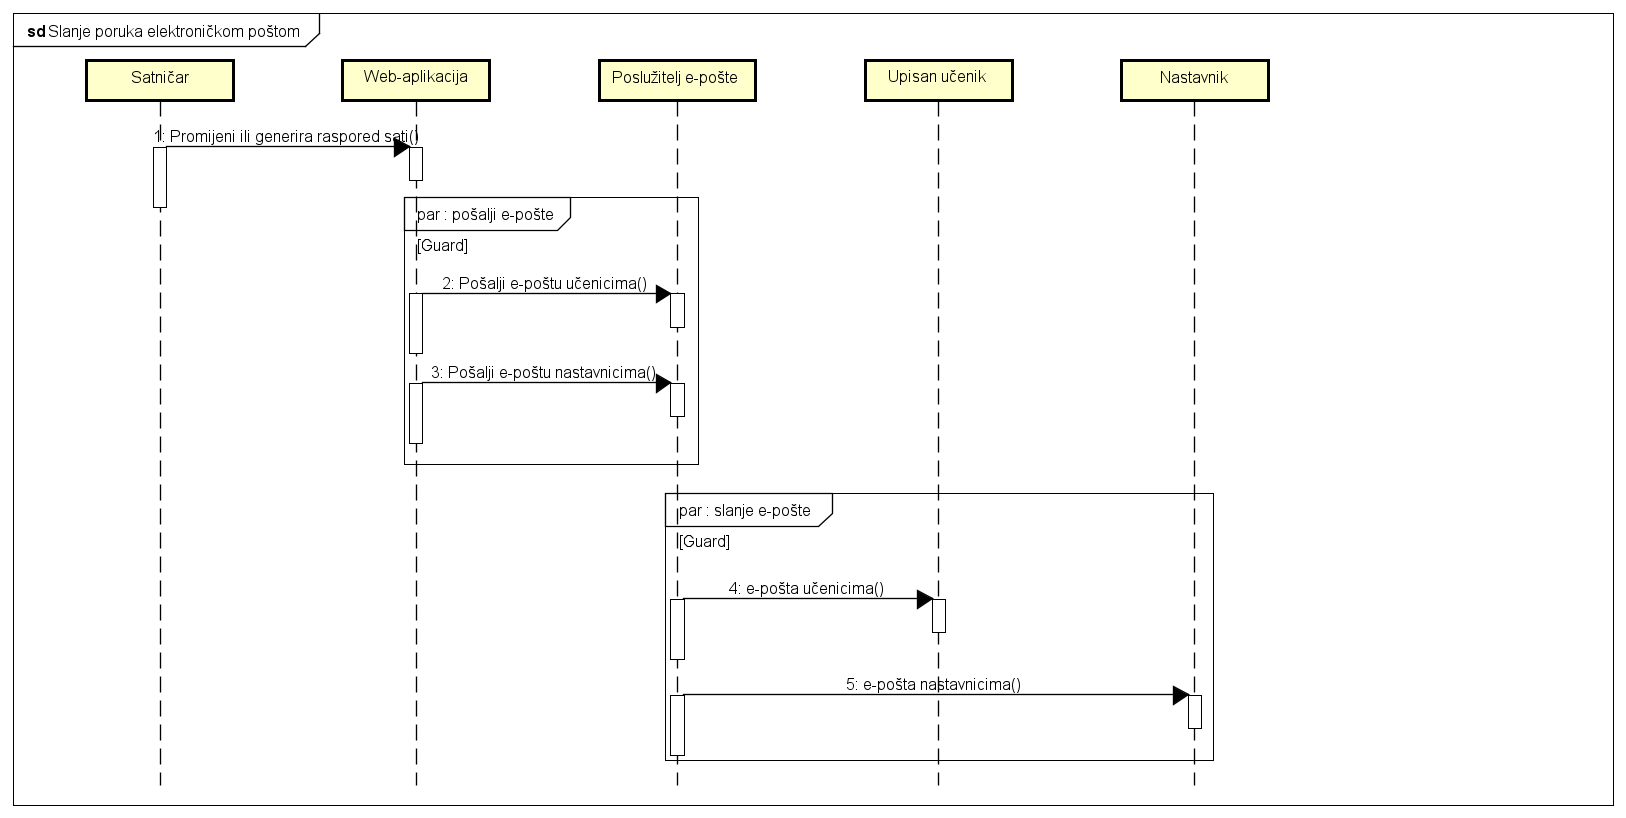 sd Slanje poruka elektroničkom poštom
Satničar
Web-aplikacija
Poslužitelj e-pošte
Upisan učenik
Nastavnik
1: Promijeni ili generira raspored sati()
par : pošalji e-pošte
[Guard]
2: Pošalji e-poštu učenicima()
3: Pošalji e-poštu nastavnicima()
par : slanje e-pošte
[Guard]
4: e-pošta učenicima()
5: e-pošta nastavnicima()